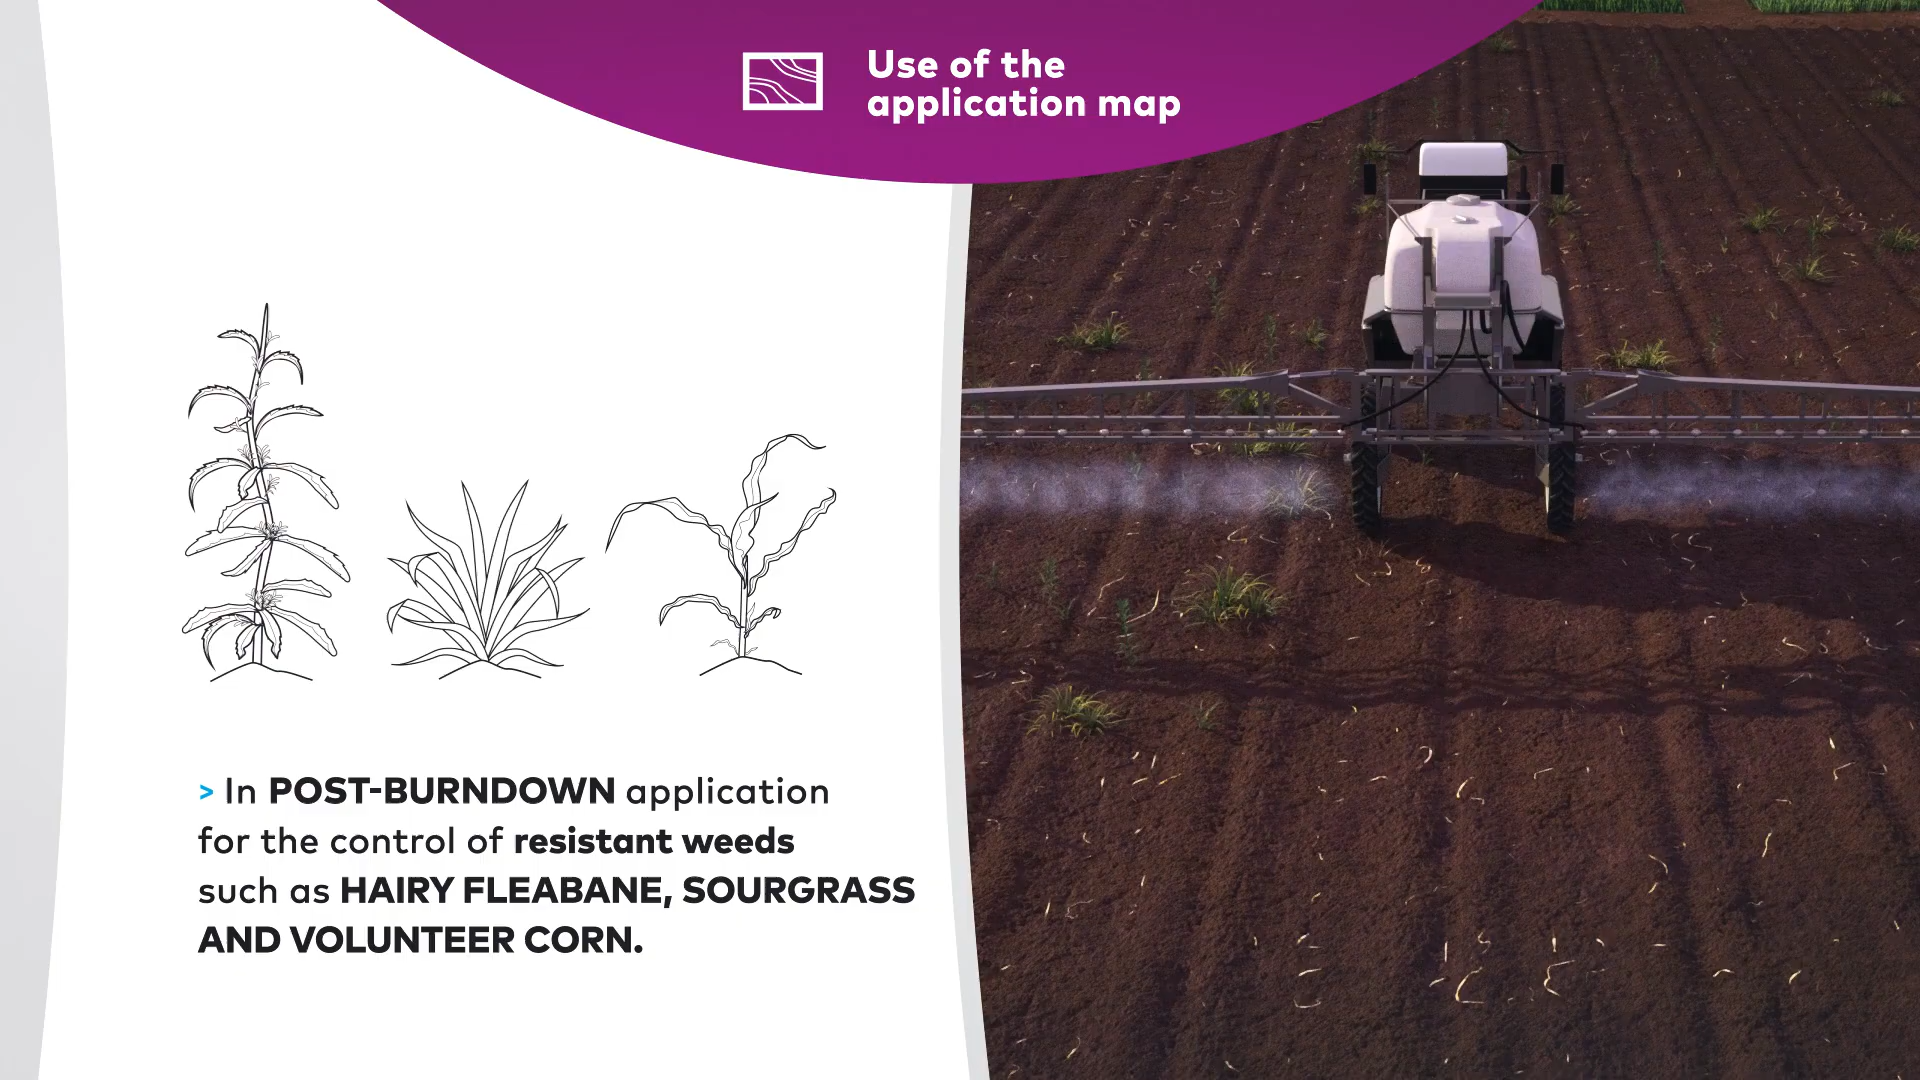 Use of the
application map
> In POST-BURNDOWN application
for the control of resistant weeds
such as HAIRY FLEABANE, SOURGRASS
AND VOLUNTEER CORN.